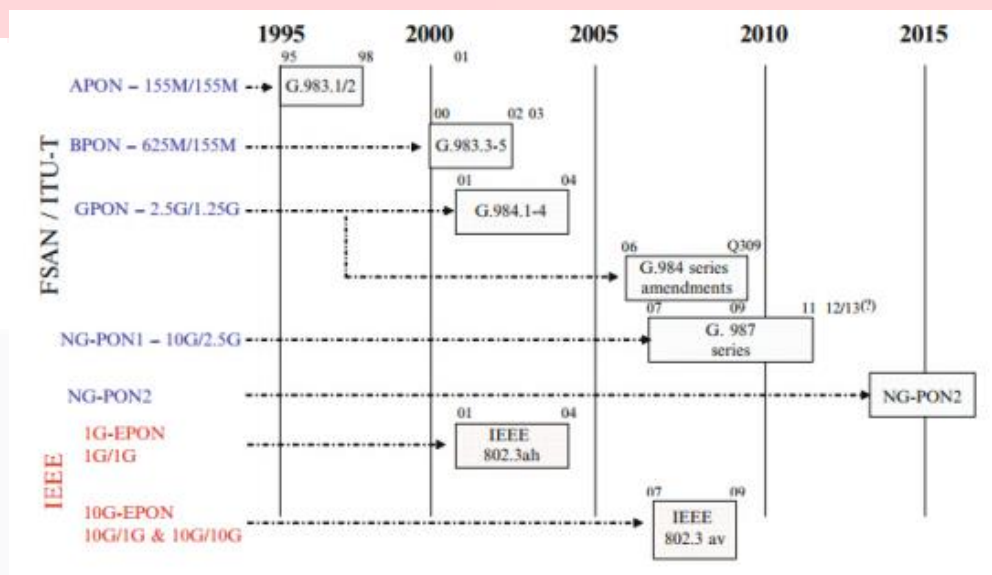 1995 2000 2005 2010 2015
95 98 01
APON – 155M/155M G.983.1/2
00 02 03
BPON – 625M/155M G.983.3-5
01 04
GPON – 2.5G/1.25G G.984.1-4
FSAN / ITU-T
06 Q309
G.984 series
amendments
07 09 11 12/13(?)
NG-PON1 – 10G/2.5G G. 987
series
NG-PON2 NG-PON2
01 04
1G-EPON IEEE
1G/1G 802.3ah
IEEE
07 09
10G-EPON IEEE
10G/1G & 10G/10G 802.3 av